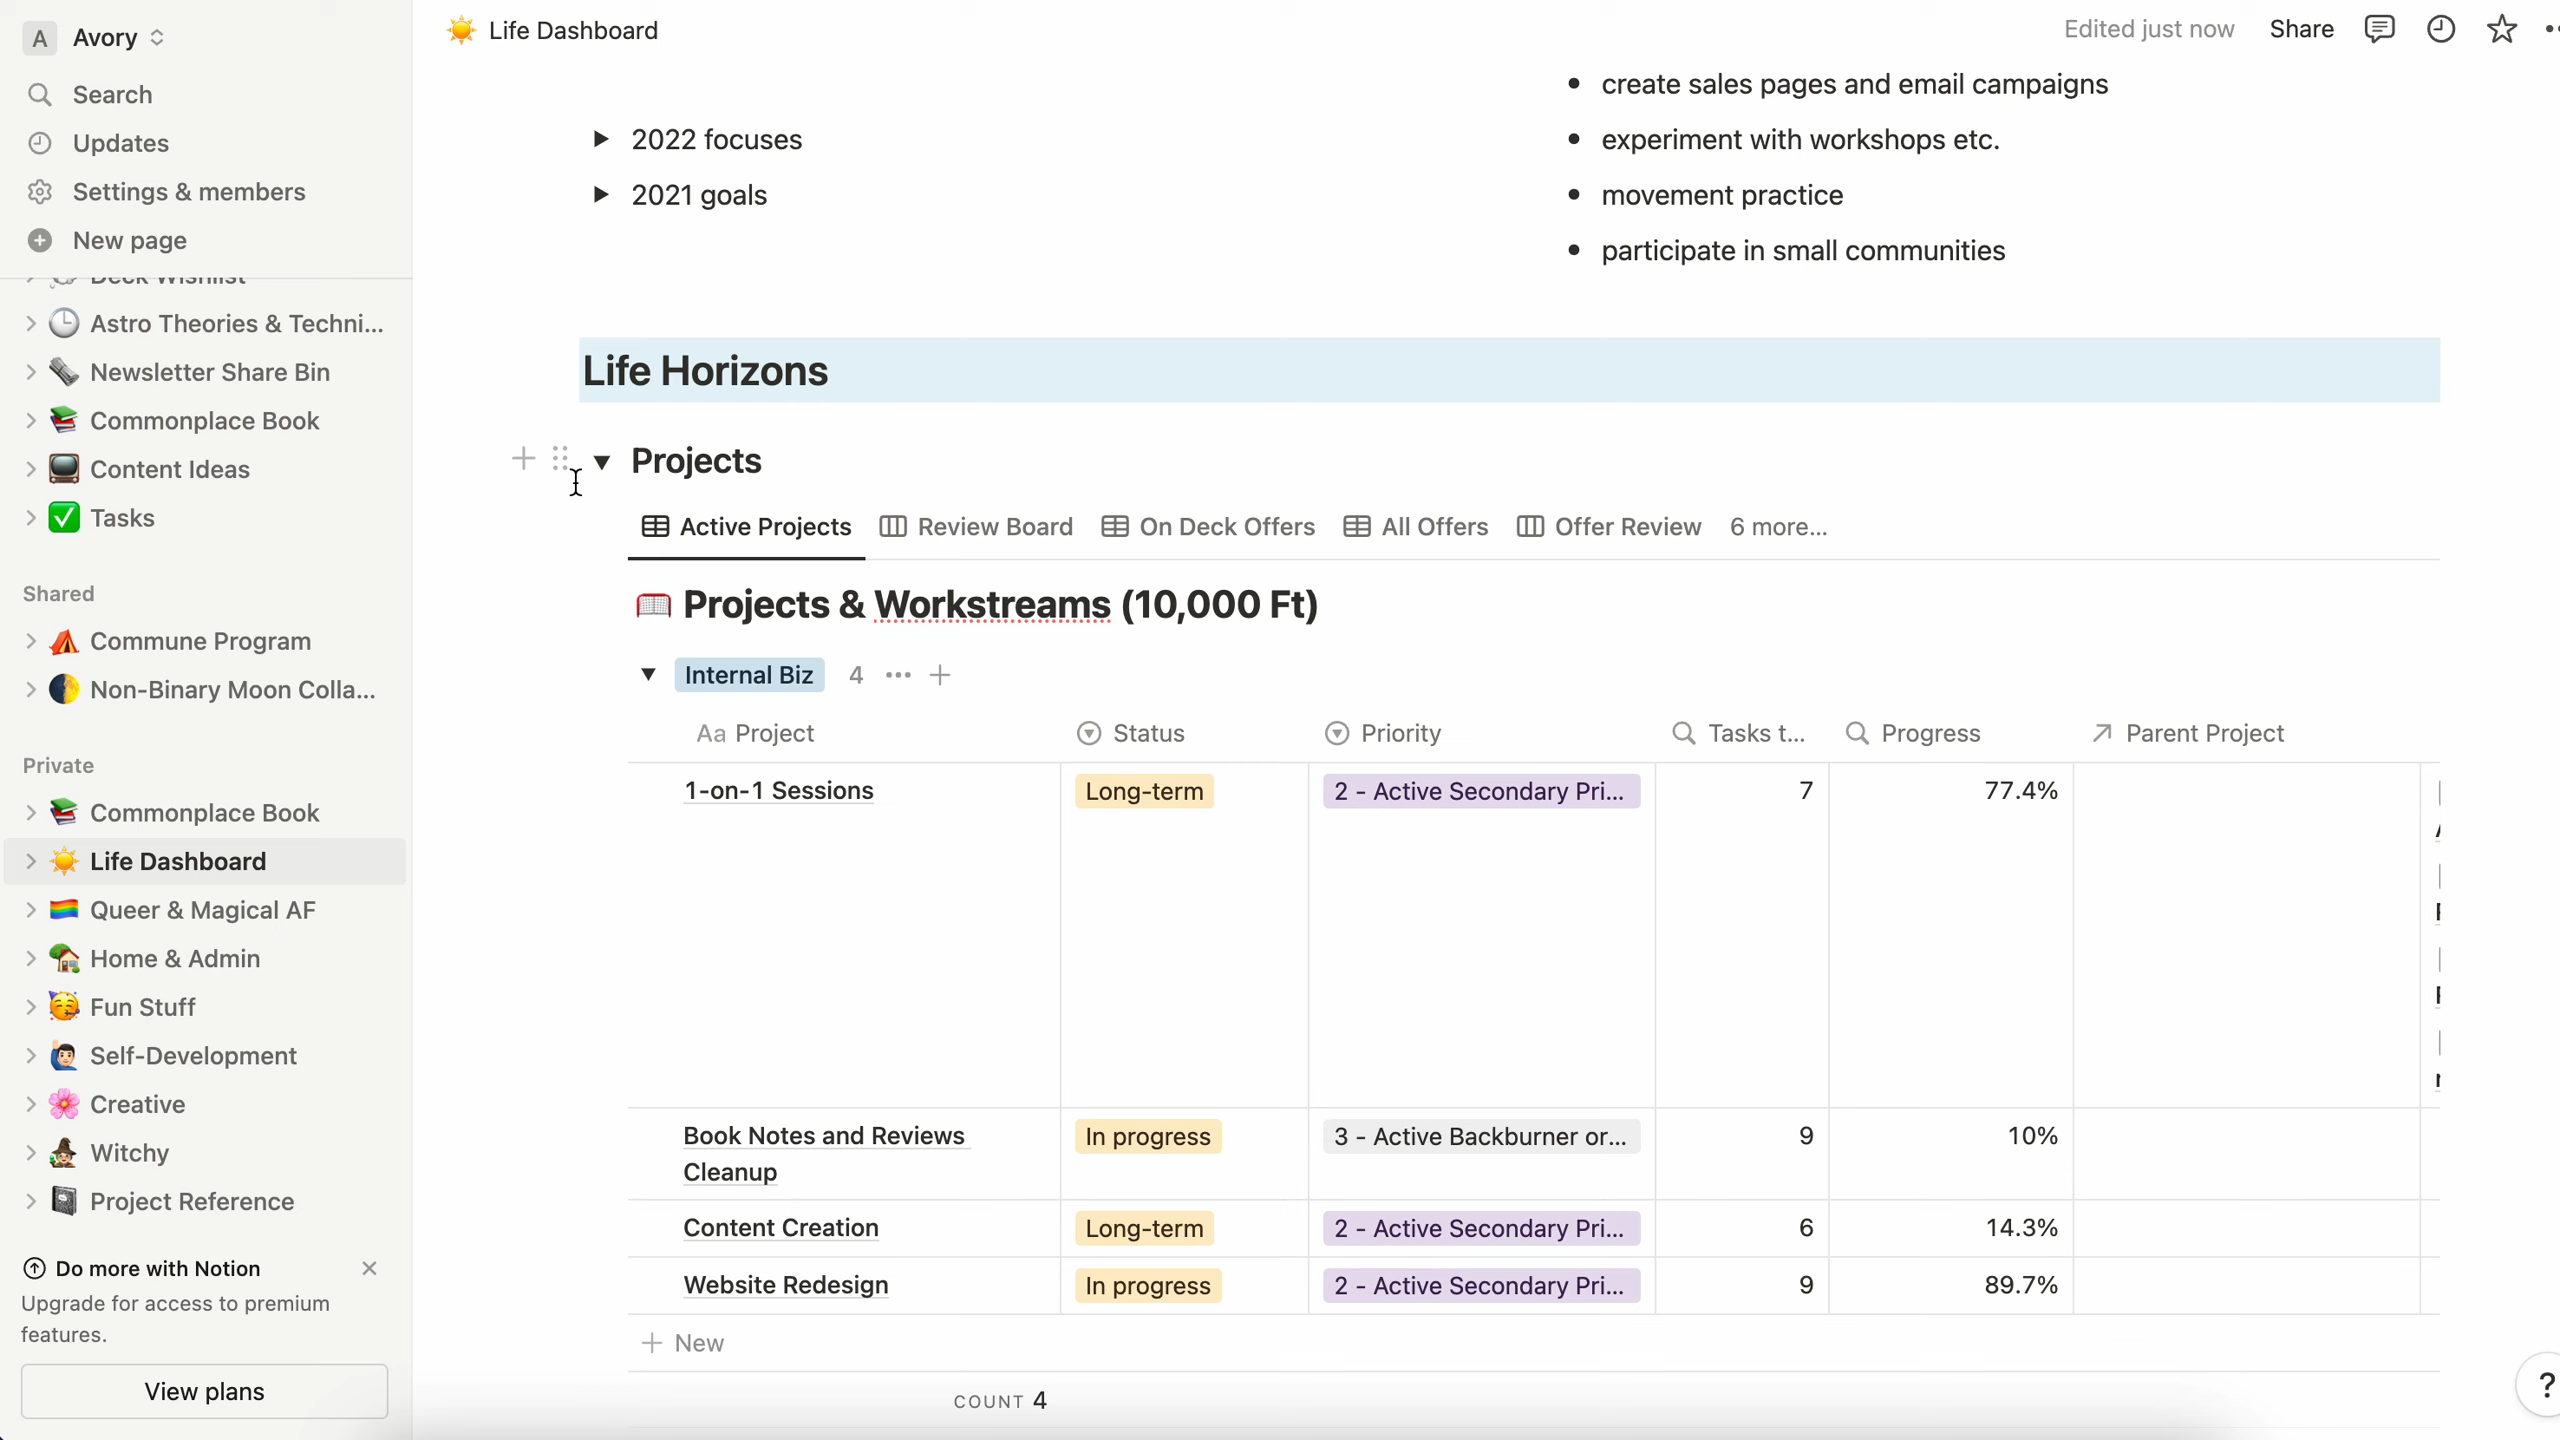 A Avory
Search
Updates
Settings & members
New page
Deck Wishlist
Astro Theories & Techni...
Newsletter Share Bin
Commonplace Book
Content Ideas
Tasks
Shared
Commune Program
Non-Binary Moon Colla...
Private
Commonplace Book
Life Dashboard
Queer & Magical AF
Home & Admin
Fun Stuff
Self-Development
Creative
Witchy
Project Reference
Do more with Notion
Upgrade for access to premium
features.
View plans
Life Dashboard
Edited just now Share
2022 focuses
2021 goals
• create sales pages and email campaigns
• experiment with workshops etc.
• movement practice
• participate in small communities
Life Horizons
Projects
Active Projects Review Board On Deck Offers All Offers Offer Review 6 more...
Projects & Workstreams (10,000 Ft)
Internal Biz 4
Aa Project Status Priority Tasks t... Progress Parent Project
1-on-1 Sessions Long-term 2 - Active Secondary Pri... 7 77.4%
Book Notes and Reviews In progress 3 - Active Backburner or... 9 10%
Cleanup
Content Creation Long-term 2 - Active Secondary Pri... 6 14.3%
Website Redesign In progress 2 - Active Secondary Pri... 9 89.7%
+ New
COUNT 4
?